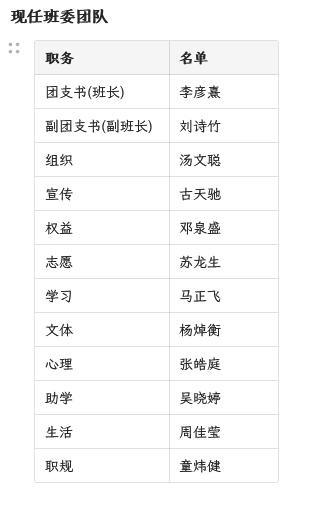 现任班委团队
职务 名单
团支书(班长) 李彦熹
副团支书(副班长) 刘诗竹
组织 汤文聪
宣传 古天驰
权益 邓泉盛
志愿 苏龙生
学习 马正飞
文体 杨焯衡
心理 张皓庭
助学 吴晓婷
生活 周佳莹
职规 童炜健